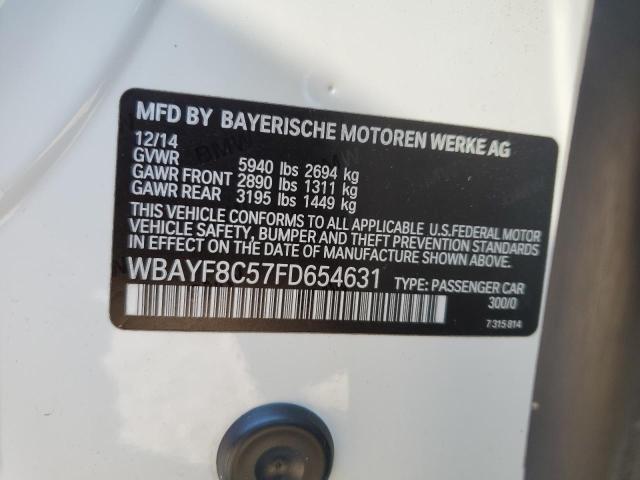 MFD BY BAYERISCHE MOTOREN WERKE AG
12/14
GVWR 5940 lbs 2694 kg
GAWR FRONT 2890 lbs 1311 kg
GAWR REAR 3195 lbs 1449 kg
THIS VEHICLE CONFORMS TO ALL APPLICABLE U.S.FEDERAL MOTOR
VEHICLE SAFETY, BUMPER AND THEFT PREVENTION STANDARDS
IN EFFECT ON THE DATE OF MANUFACTURE SHOWN ABOVE.
WBAYF8C57FD654631 TYPE: PASSENGER CAR
300/0
7315814